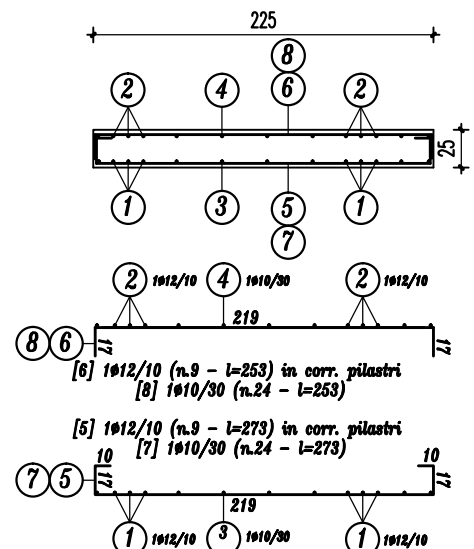 225
8
2 4 6 2
25
1 3 5 1
7
2 1ø12/10 4 1ø10/30 2 1ø12/10
219
8 6 17 17
[6] 1ø12/10 (n.9 - l=253) in corr. pilastri
[8] 1ø10/30 (n.24 - l=253)
[5] 1ø12/10 (n.9 - l=273) in corr. pilastri
[7] 1ø10/30 (n.24 - l=273)
10 10
7 5 17 17
219
1 1ø12/10 3 1ø10/30 1 1ø12/10